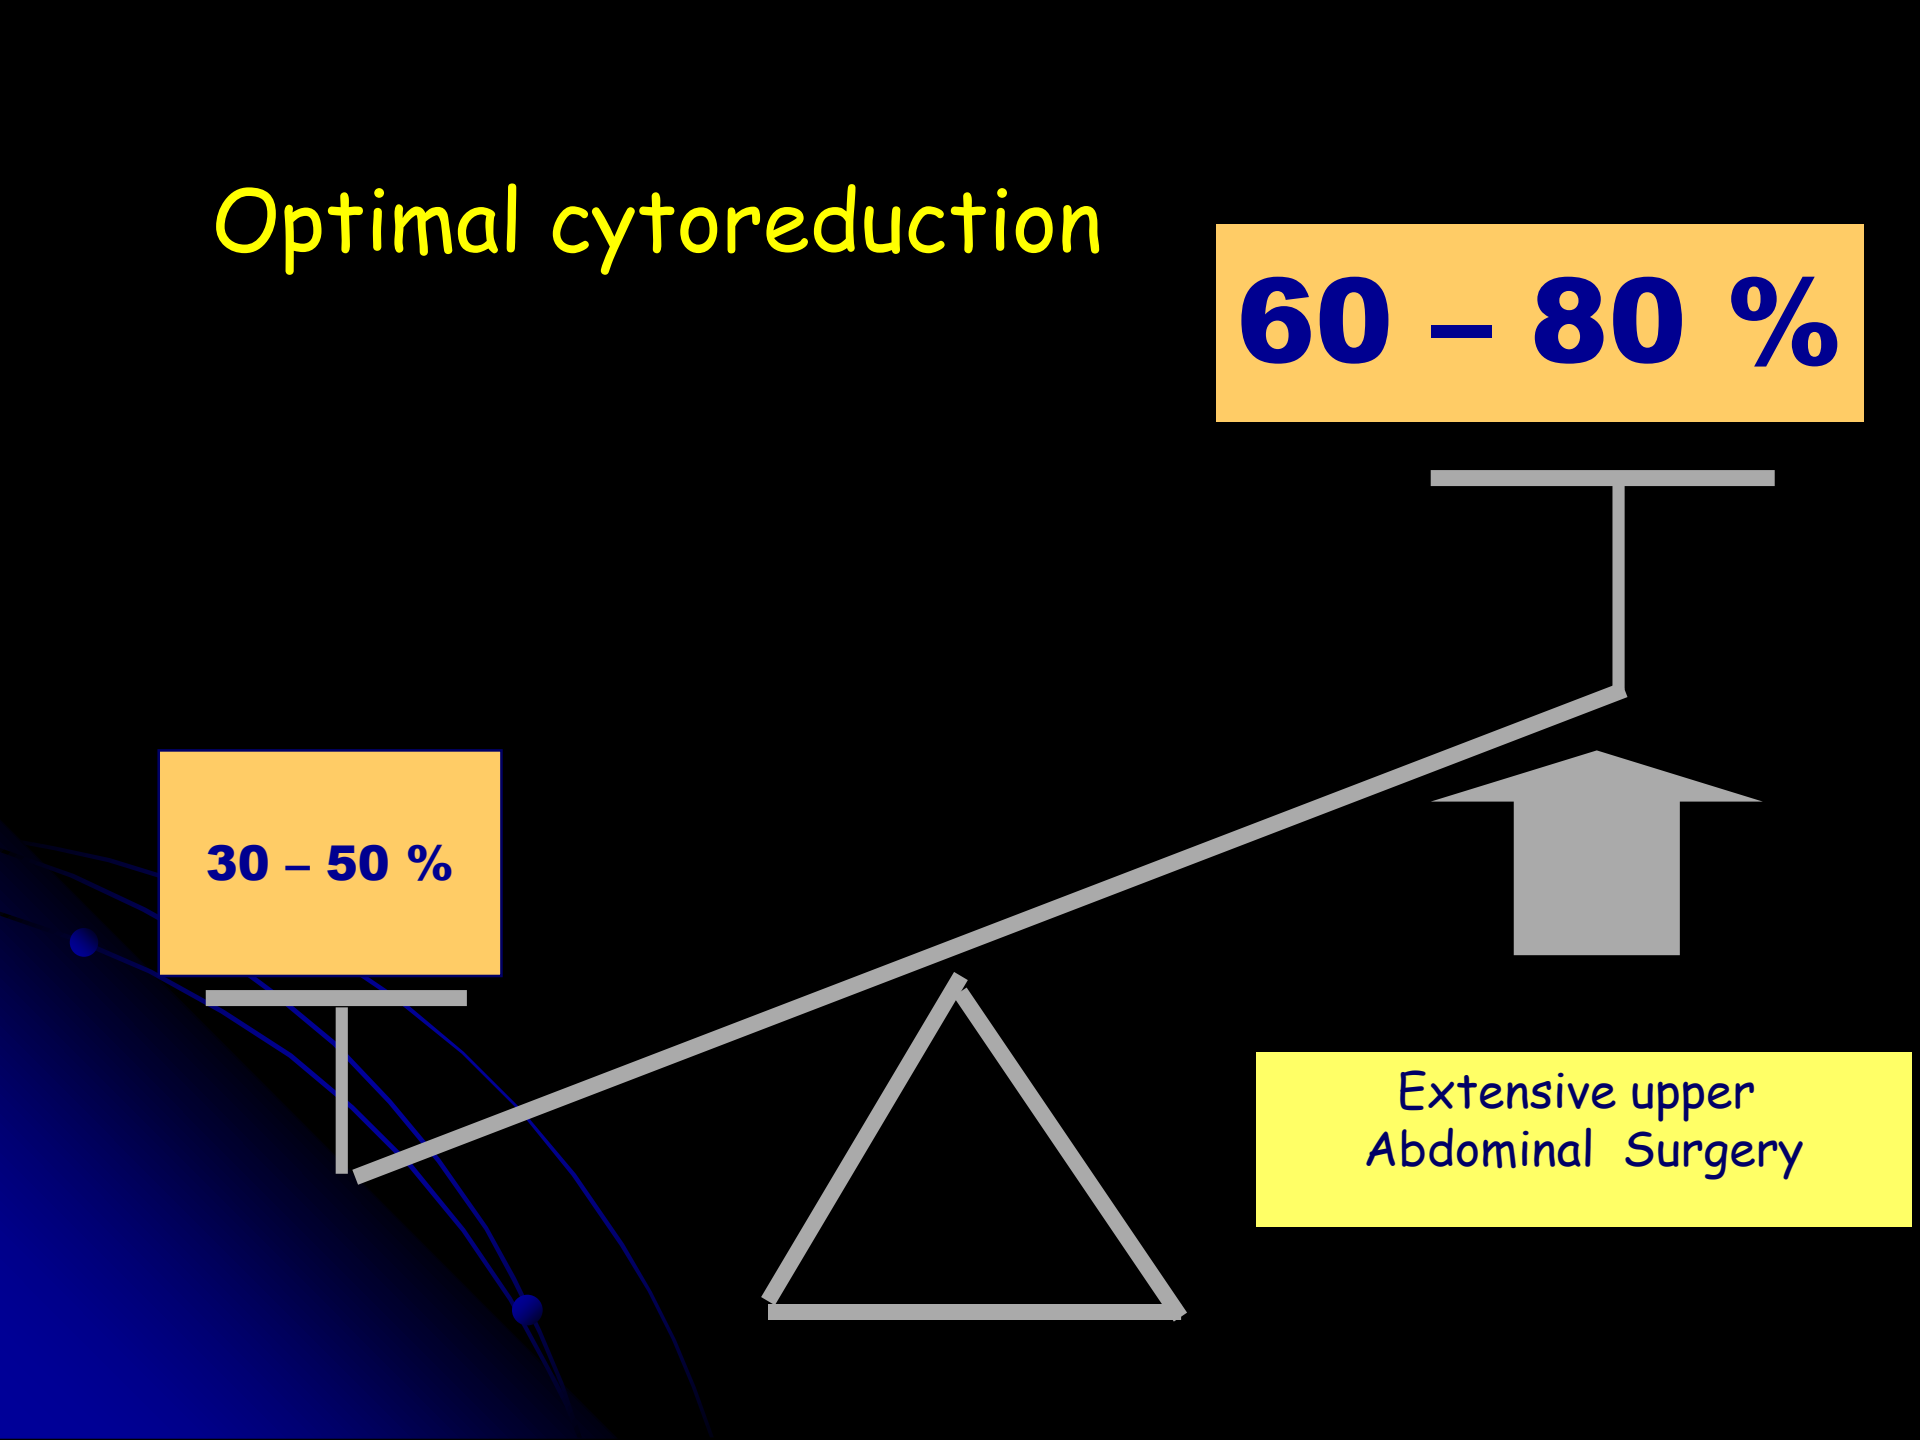 Optimal cytoreduction
60 – 80 %
30 – 50 %
Extensive upper
Abdominal  Surgery